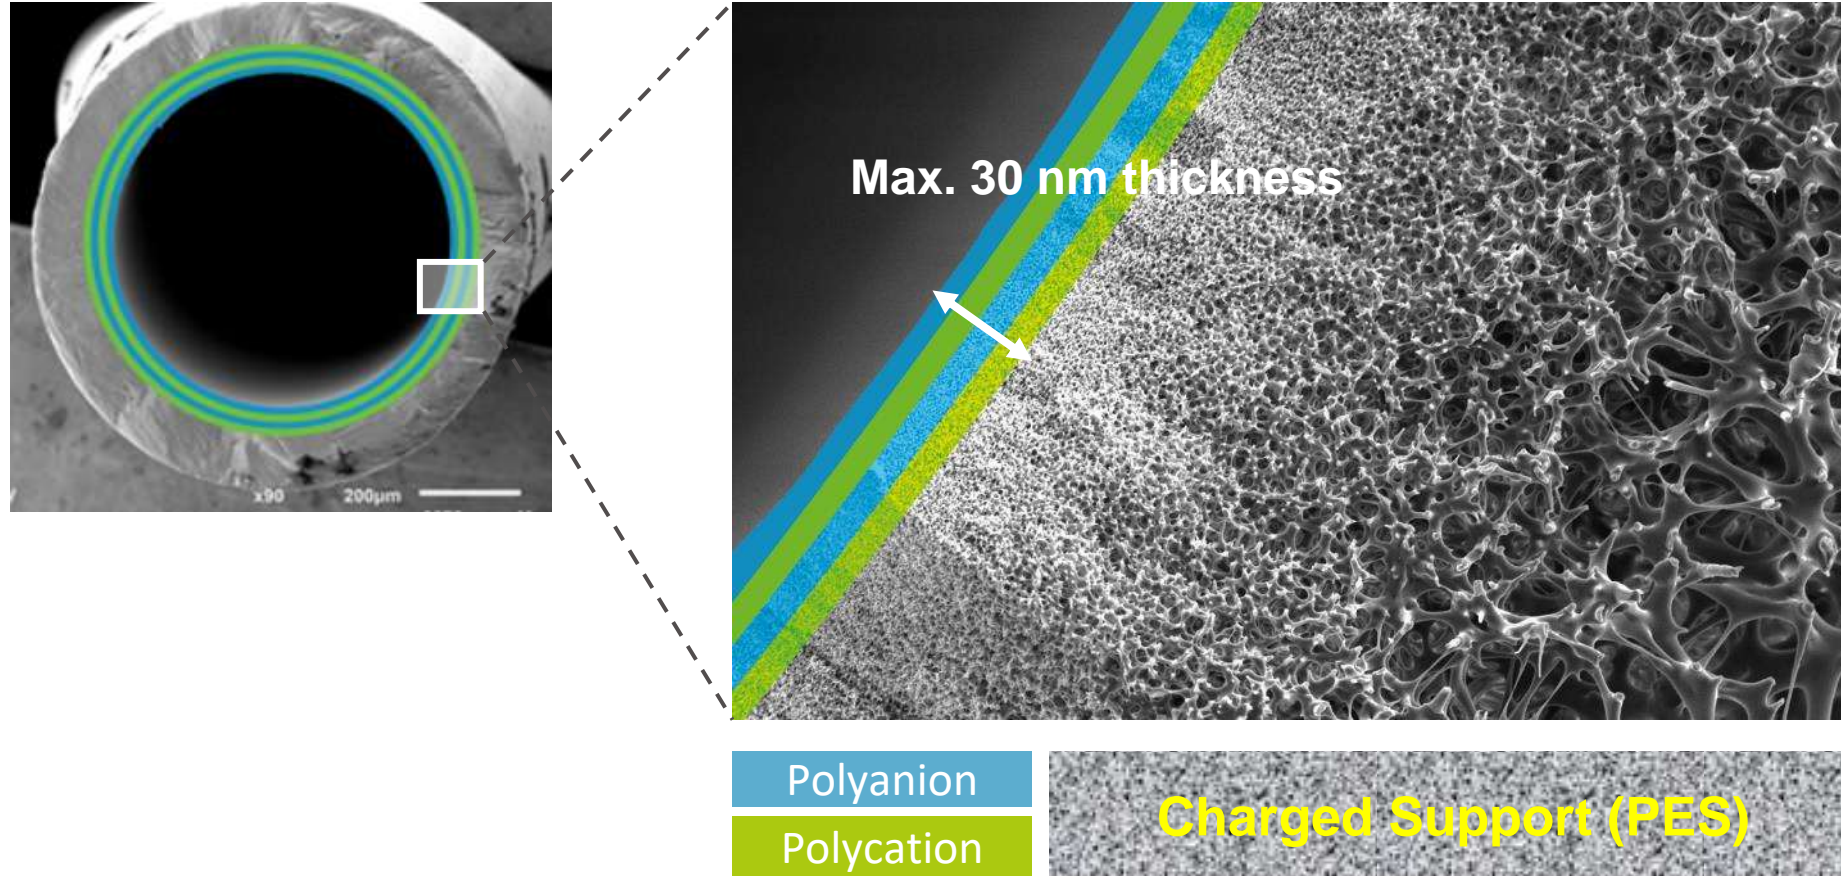 Max. 30 nm thickness
x90 200µm
Polyanion
Polycation
Charged Support (PES)